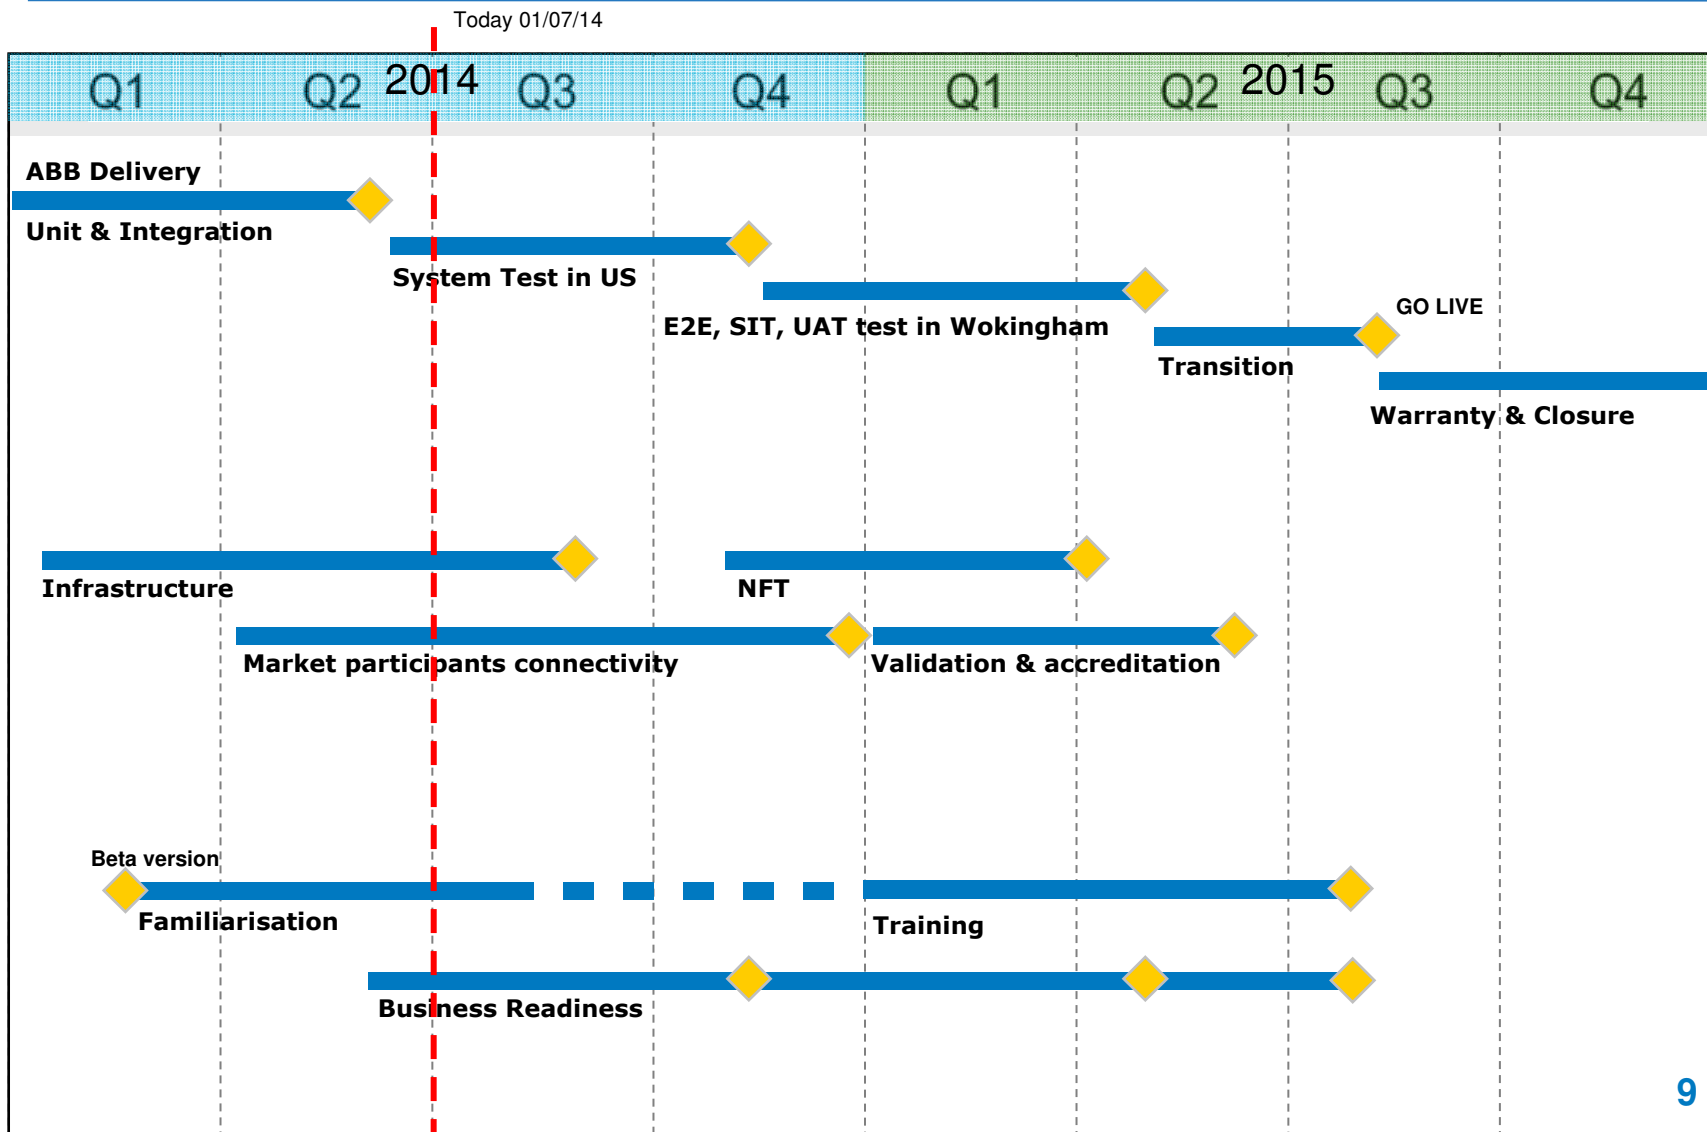 Today 01/07/14
2014 2015
Q1 Q2 Q3 Q4 Q1 Q2 Q3 Q4
ABB Delivery
Unit & Integration
System Test in US
GO LIVE
E2E, SIT, UAT test in Wokingham
Transition
Warranty & Closure
Infrastructure
NFT
Market participants connectivity
Validation & accreditation
Beta version
Familiarisation
Training
Business Readiness
9